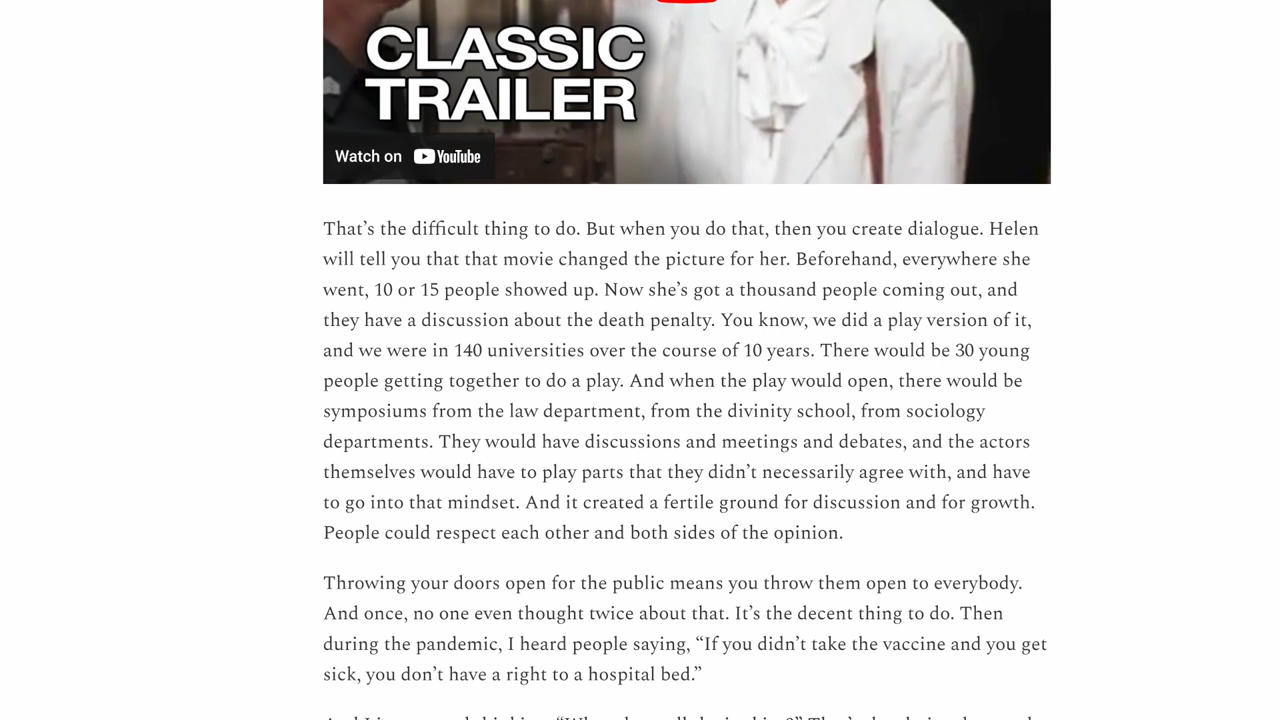 CLASSIC
TRAILER
Watch on YouTube
That’s the difficult thing to do. But when you do that, then you create dialogue. Helen
will tell you that that movie changed the picture for her. Beforehand, everywhere she
went, 10 or 15 people showed up. Now she’s got a thousand people coming out, and
they have a discussion about the death penalty. You know, we did a play version of it,
and we were in 140 universities over the course of 10 years. There would be 30 young
people getting together to do a play. And when the play would open, there would be
symposiums from the law department, from the divinity school, from sociology
departments. They would have discussions and meetings and debates, and the actors
themselves would have to play parts that they didn’t necessarily agree with, and have
to go into that mindset. And it created a fertile ground for discussion and for growth.
People could respect each other and both sides of the opinion.
Throwing your doors open for the public means you throw them open to everybody.
And once, no one even thought twice about that. It’s the decent thing to do. Then
during the pandemic, I heard people saying, “If you didn’t take the vaccine and you get
sick, you don’t have a right to a hospital bed.”